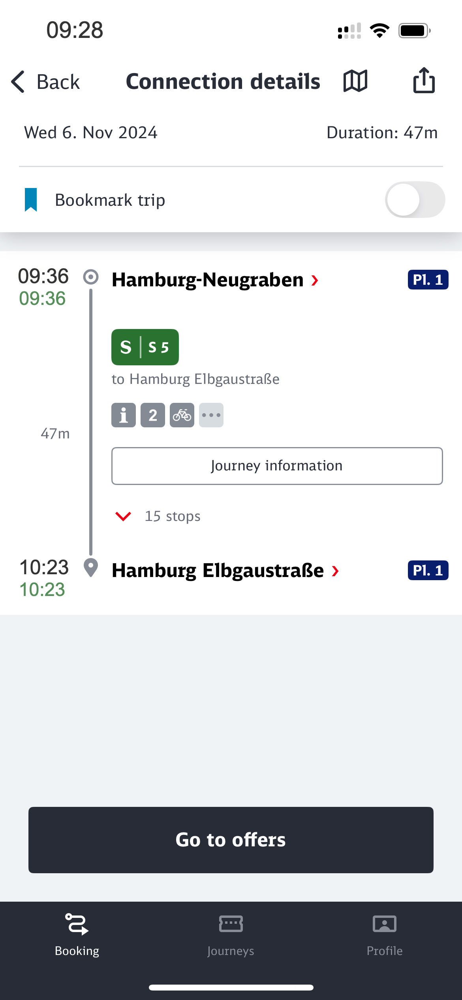 09:28
Back
Connection details
Wed 6. Nov 2024
Duration: 47m
Bookmark trip
09:36
Hamburg-Neugraben
Pl. 1
09:36
S | S 5
to Hamburg Elbgaustraße
i 2
47m
Journey information
15 stops
10:23
Hamburg Elbgaustraße
Pl. 1
10:23
Go to offers
Booking
Journeys
Profile